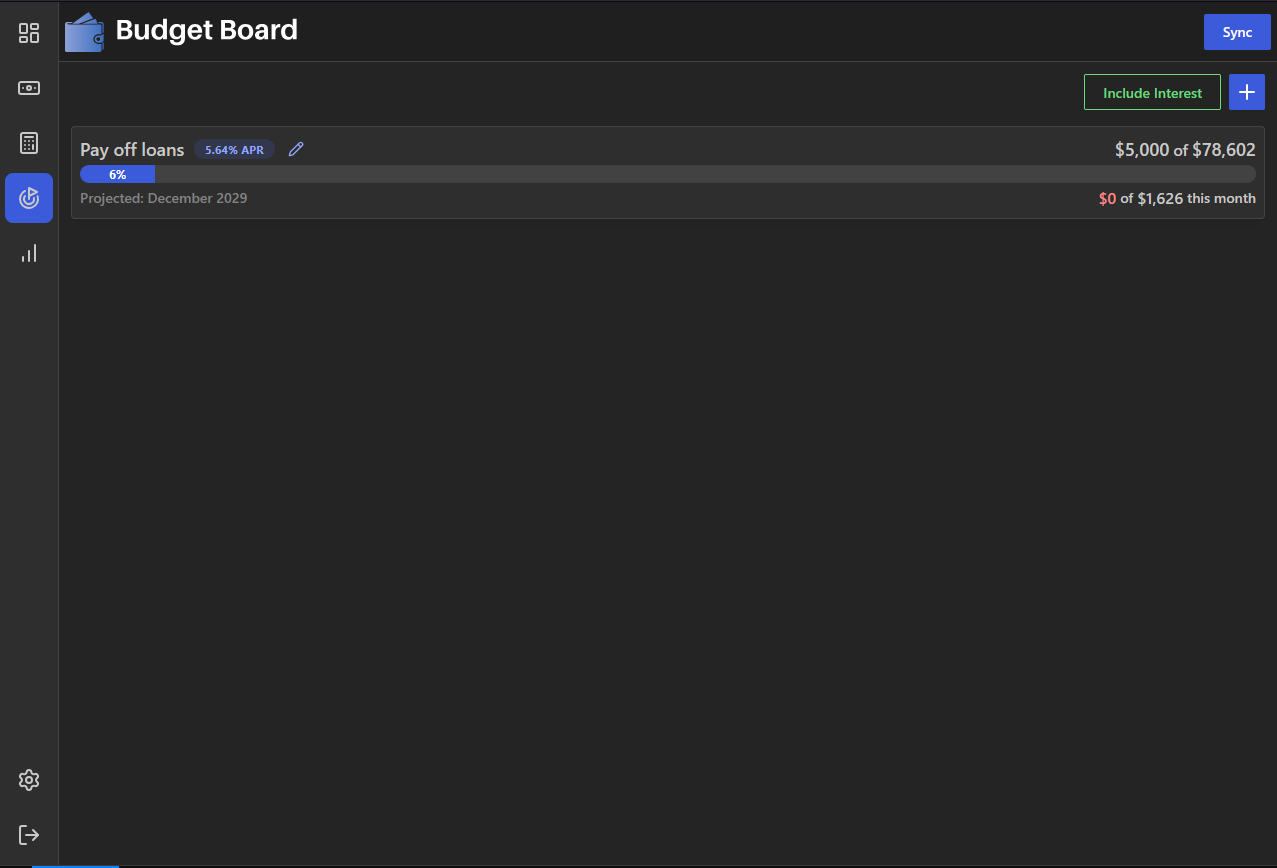 Budget Board
Sync
Include Interest
Pay off loans 5.64% APR $5,000 of $78,602
6%
Projected: December 2029 $0 of $1,626 this month